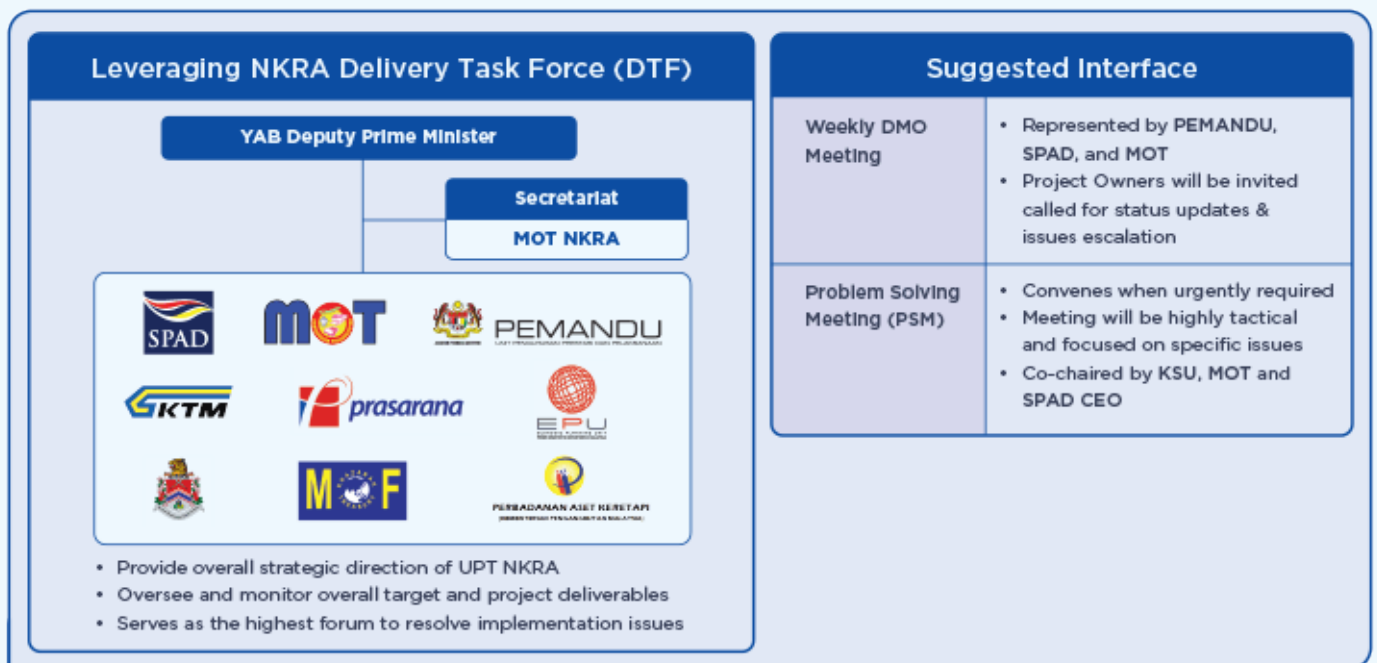 Leveraging NKRA Delivery Task Force (DTF)
YAB Deputy Prime Minister
Secretariat
MOT NKRA
SPAD
MOT
PEMANDU
KTM
prasarana
EPU
MOF
PERBADANAN ASET KERETAPI
• Provide overall strategic direction of UPT NKRA
• Oversee and monitor overall target and project deliverables
• Serves as the highest forum to resolve implementation issues
Suggested Interface
Weekly DMO
Meeting
• Represented by PEMANDU,
SPAD, and MOT
• Project Owners will be invited
called for status updates &
issues escalation
Problem Solving
Meeting (PSM)
• Convenes when urgently required
• Meeting will be highly tactical
and focused on specific issues
• Co-chaired by KSU, MOT and
SPAD CEO